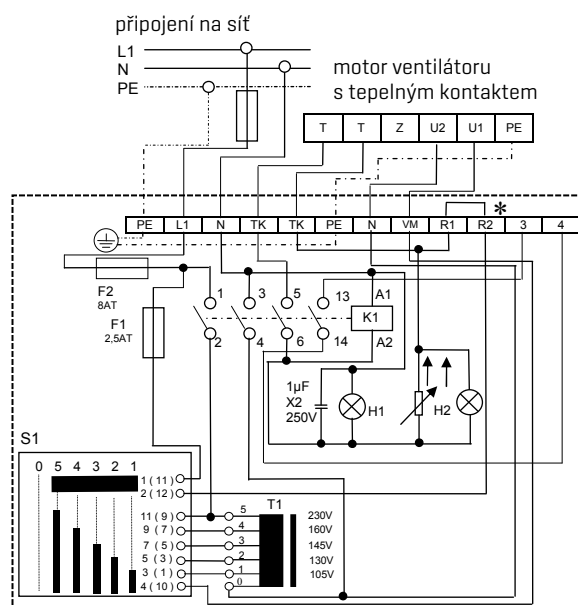 připojení na síť
L1
N
PE
motor ventilátoru
s tepelným kontaktem
T T Z U2 U1 PE
PE L1 N TK TK PE N VM R1 R2 * 3 4
F2
8AT
F1
2,5AT
1 3 5 13 A1
K1
2 4 6 14 A2
1µF
X2
250V
H1
H2
S1
0 5 4 3 2 1
1 (11)
2 (12)
11 (9)
9 (7)
7 (5)
5 (3)
3 (1)
4 (10)
T1
5 230V
4 160V
3 145V
2 130V
1 105V
0